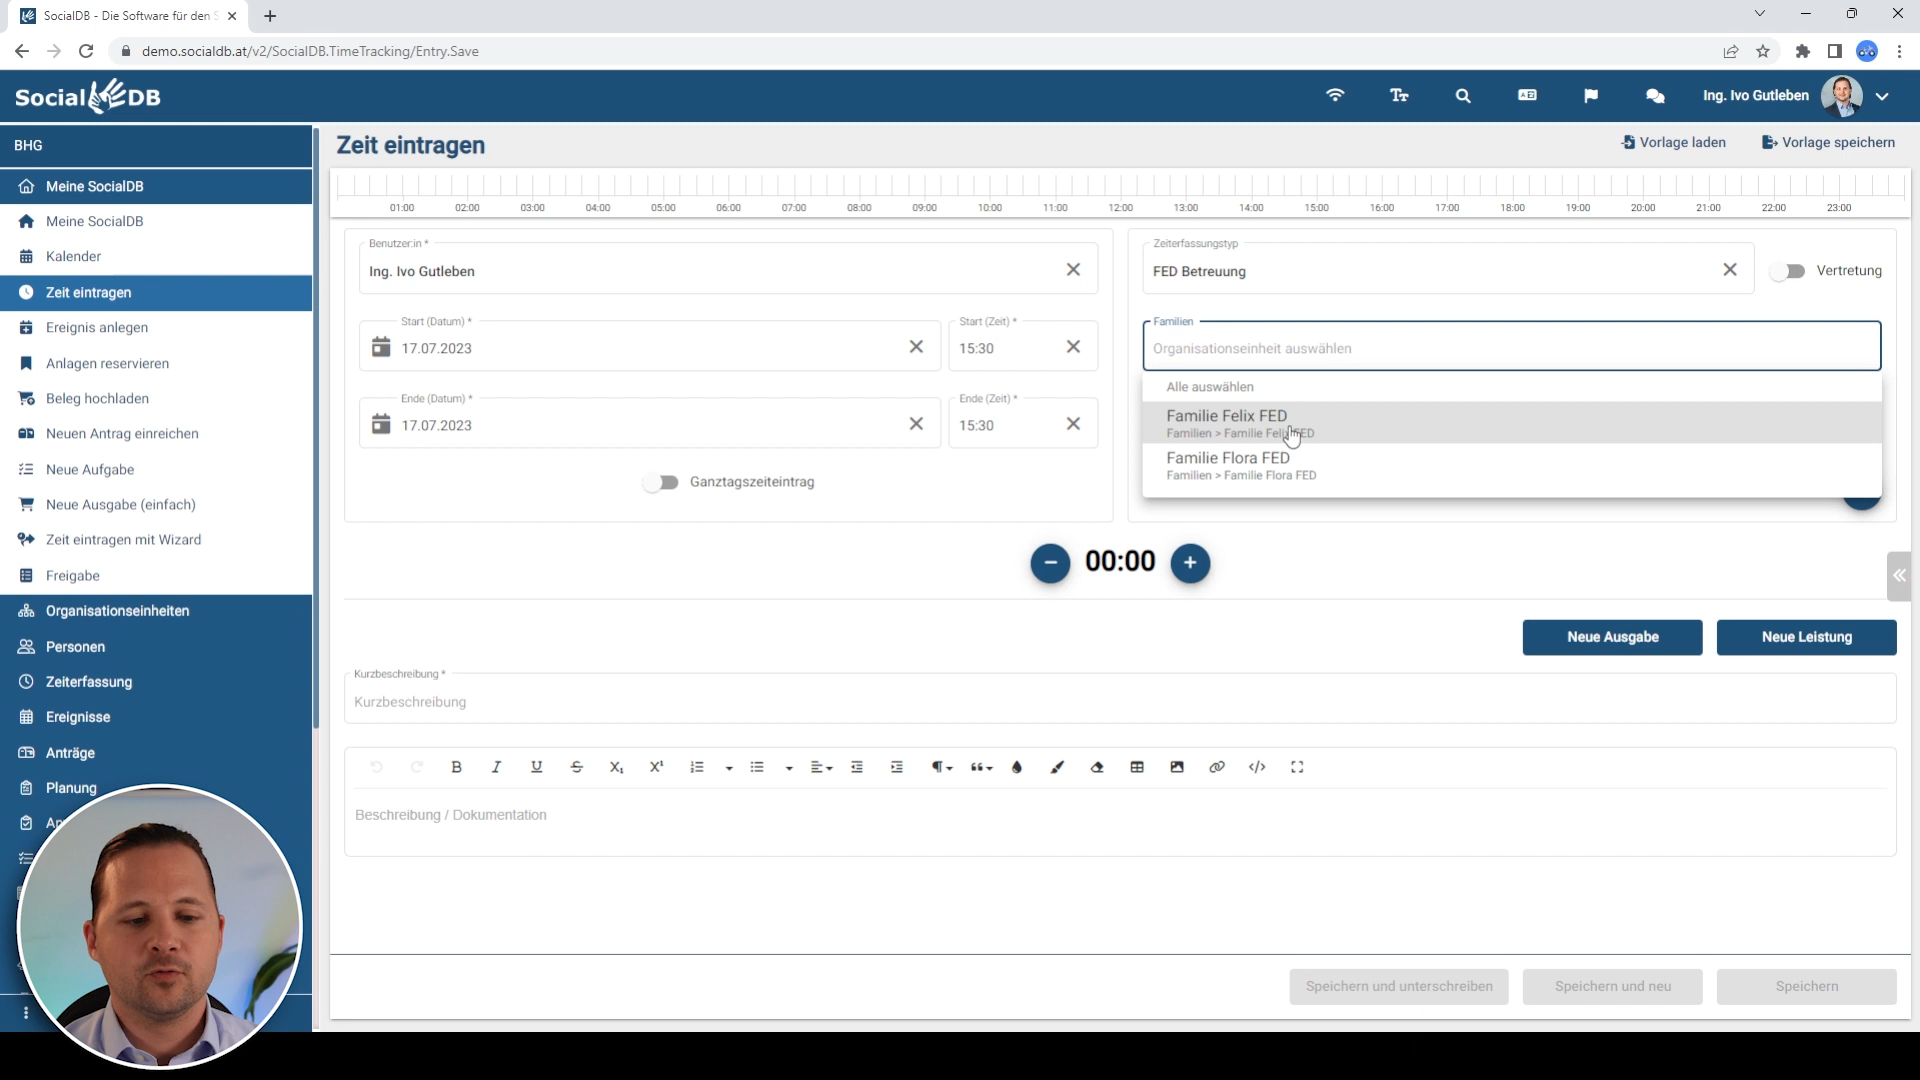 SocialDB - Die Software für den S
demo.socialdb.at/v2/SocialDB.TimeTracking/Entry.Save
Social DB
Ing. Ivo Gutleben
BHG
Meine SocialDB
Meine SocialDB
Kalender
Zeit eintragen
Ereignis anlegen
Anlagen reservieren
Beleg hochladen
Neuen Antrag einreichen
Neue Aufgabe
Neue Ausgabe (einfach)
Zeit eintragen mit Wizard
Freigabe
Organisationseinheiten
Personen
Zeiterfassung
Ereignisse
Anträge
Planung
Zeit eintragen
Vorlage laden
Vorlage speichern
01:00 02:00 03:00 04:00 05:00 06:00 07:00 08:00 09:00 10:00 11:00 12:00 13:00 14:00 15:00 16:00 17:00 18:00 19:00 20:00 21:00 22:00 23:00
Benutzer:in *
Ing. Ivo Gutleben
Start (Datum) *
17.07.2023
Start (Zeit) *
15:30
Ende (Datum) *
17.07.2023
Ende (Zeit) *
15:30
Ganztagszeiteintrag
Zeiterfassungstyp
FED Betreuung
Vertretung
Familien
Organisationseinheit auswählen
Alle auswählen
Familie Felix FED
Familien > Familie Felix FED
Familie Flora FED
Familien > Familie Flora FED
− 00:00 +
Neue Ausgabe
Neue Leistung
Kurzbeschreibung *
Kurzbeschreibung
Beschreibung / Dokumentation
Speichern und unterschreiben
Speichern und neu
Speichern